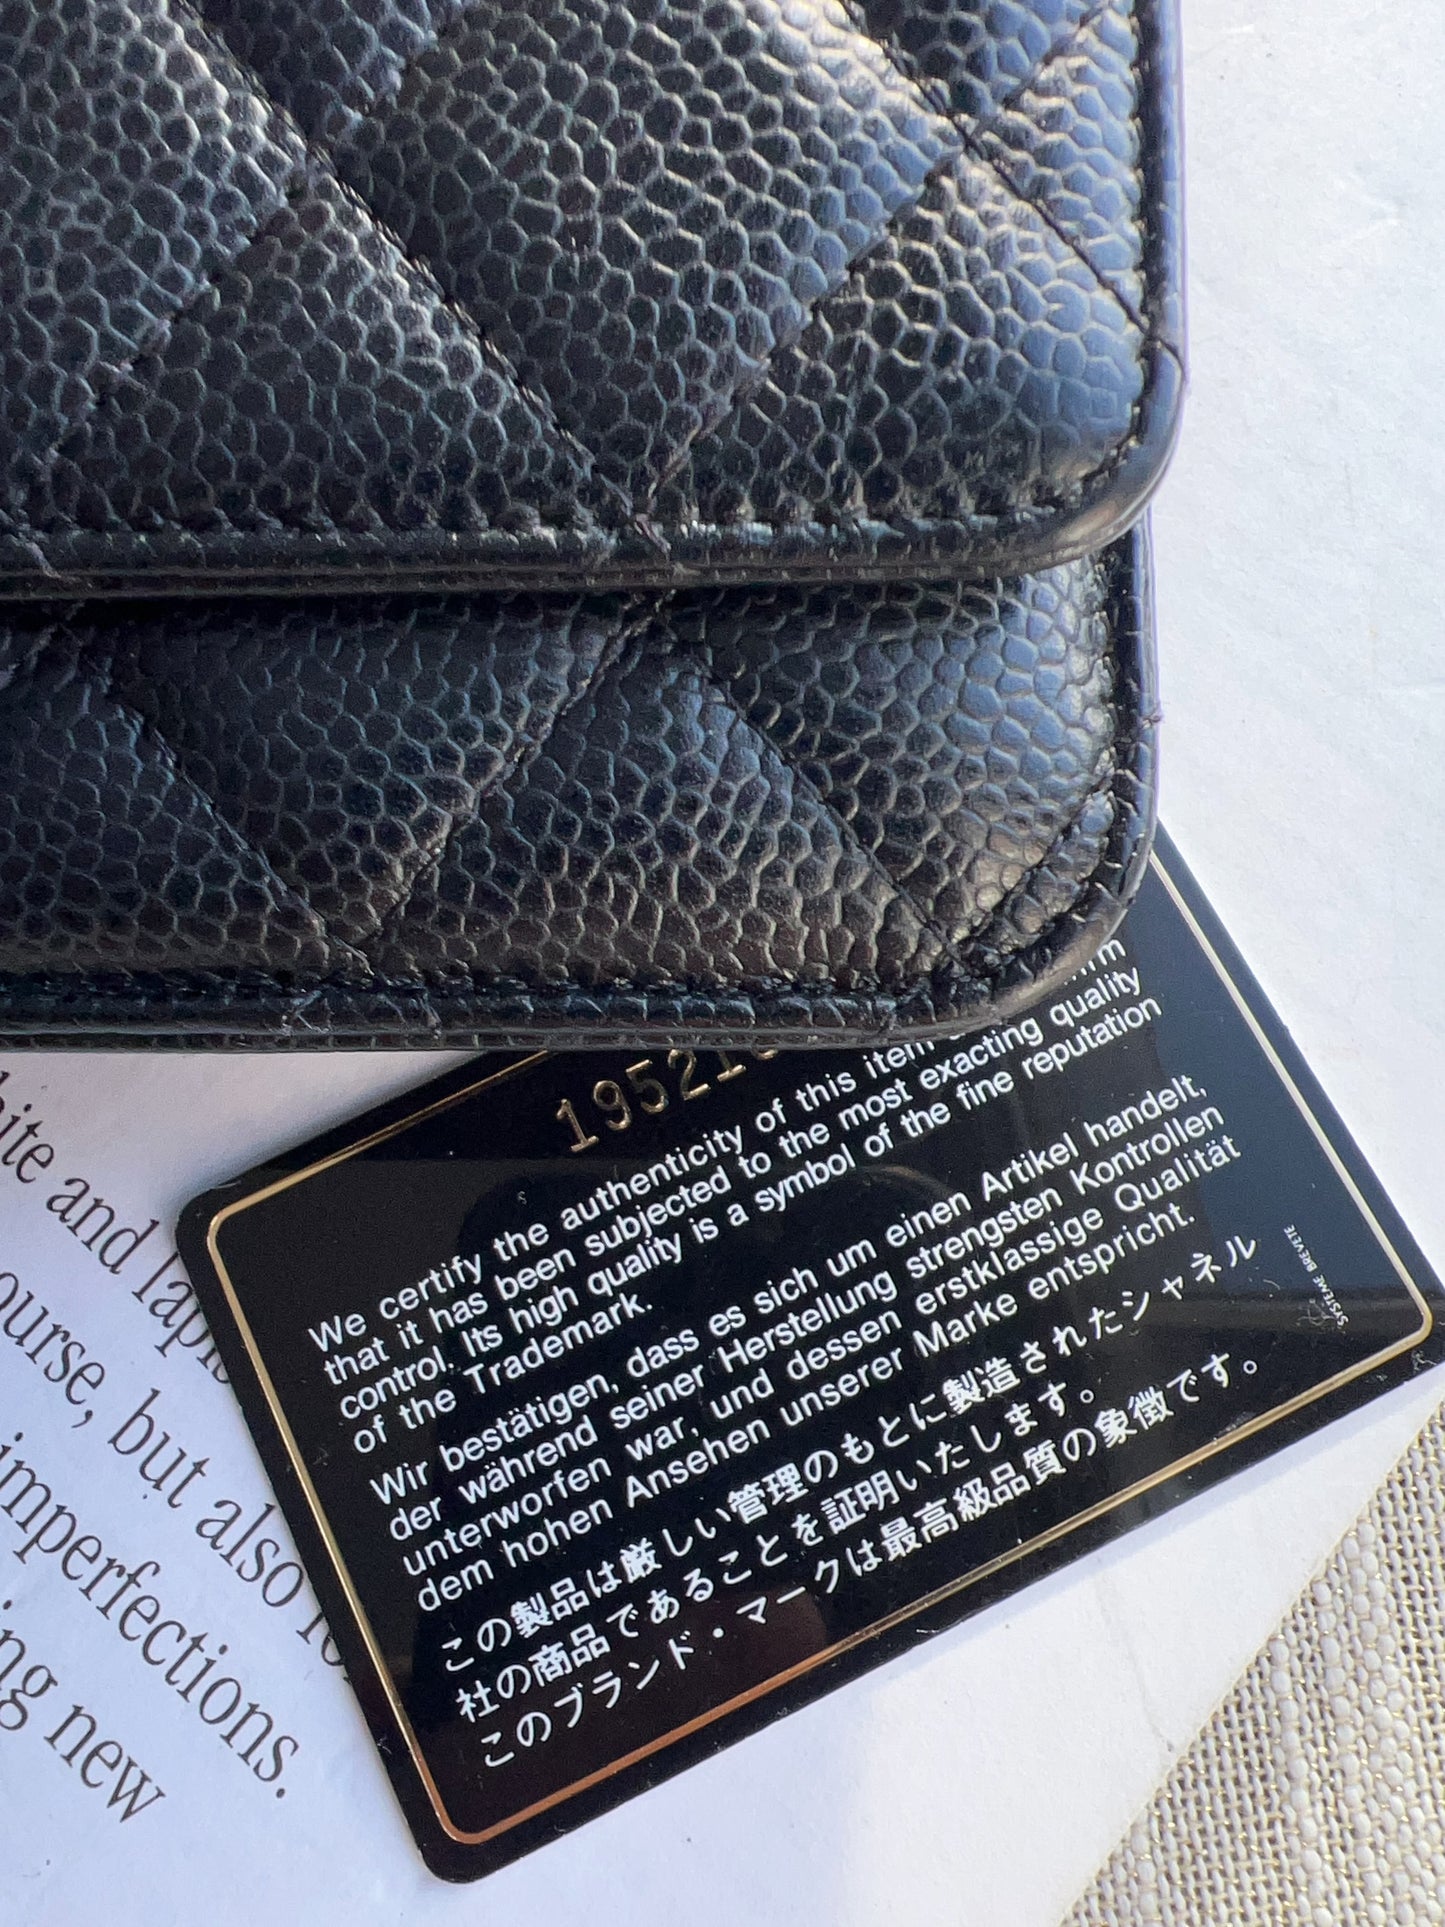 195216
We certify the authenticity of this item
that it has been subjected to the most exacting quality
control. Its high quality is a symbol of the fine reputation
of the Trademark.
Wir bestätigen, dass es sich um einen Artikel handelt,
der während seiner Herstellung strengsten Kontrollen
unterworfen war, und dessen erstklassige Qualität
dem hohen Ansehen unserer Marke entspricht.
この製品は厳しい管理のもとに製造されたシャネル
社の商品であることを証明いたします。
このブランド・マークは最高級品質の象徴です。
SYSTEME BREVETE
and
ourse, but also
imperfections.
new